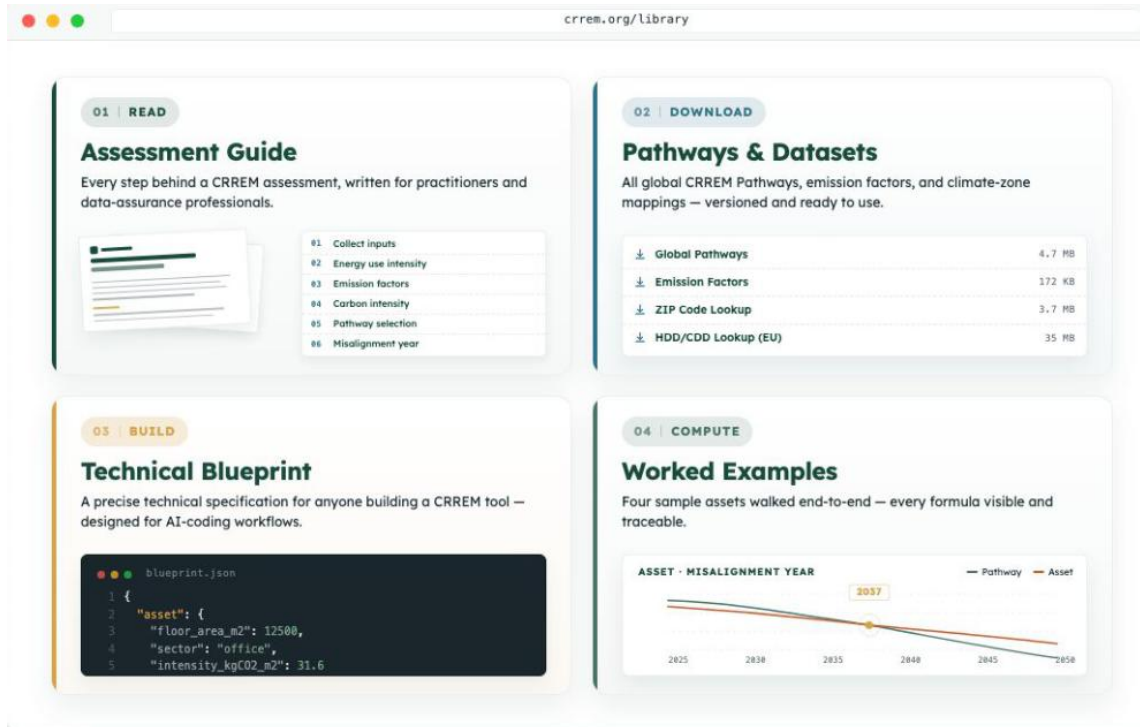 crrem.org/library
01 | READ
Assessment Guide
Every step behind a CRREM assessment, written for practitioners and
data-assurance professionals.
01 Collect inputs
02 Energy use intensity
03 Emission factors
04 Carbon intensity
05 Pathway selection
06 Misalignment year
02 | DOWNLOAD
Pathways & Datasets
All global CRREM Pathways, emission factors, and climate-zone
mappings — versioned and ready to use.
Global Pathways 4.7 MB
Emission Factors 172 KB
ZIP Code Lookup 3.7 MB
HDD/CDD Lookup (EU) 35 MB
03 | BUILD
Technical Blueprint
A precise technical specification for anyone building a CRREM tool —
designed for AI-coding workflows.
blueprint.json
1 {
2 "asset": {
3 "floor_area_m2": 12500,
4 "sector": "office",
5 "intensity_kgCO2_m2": 31.6
04 | COMPUTE
Worked Examples
Four sample assets walked end-to-end — every formula visible and
traceable.
ASSET · MISALIGNMENT YEAR
Pathway Asset
2037
2025 2030 2035 2040 2045 2050